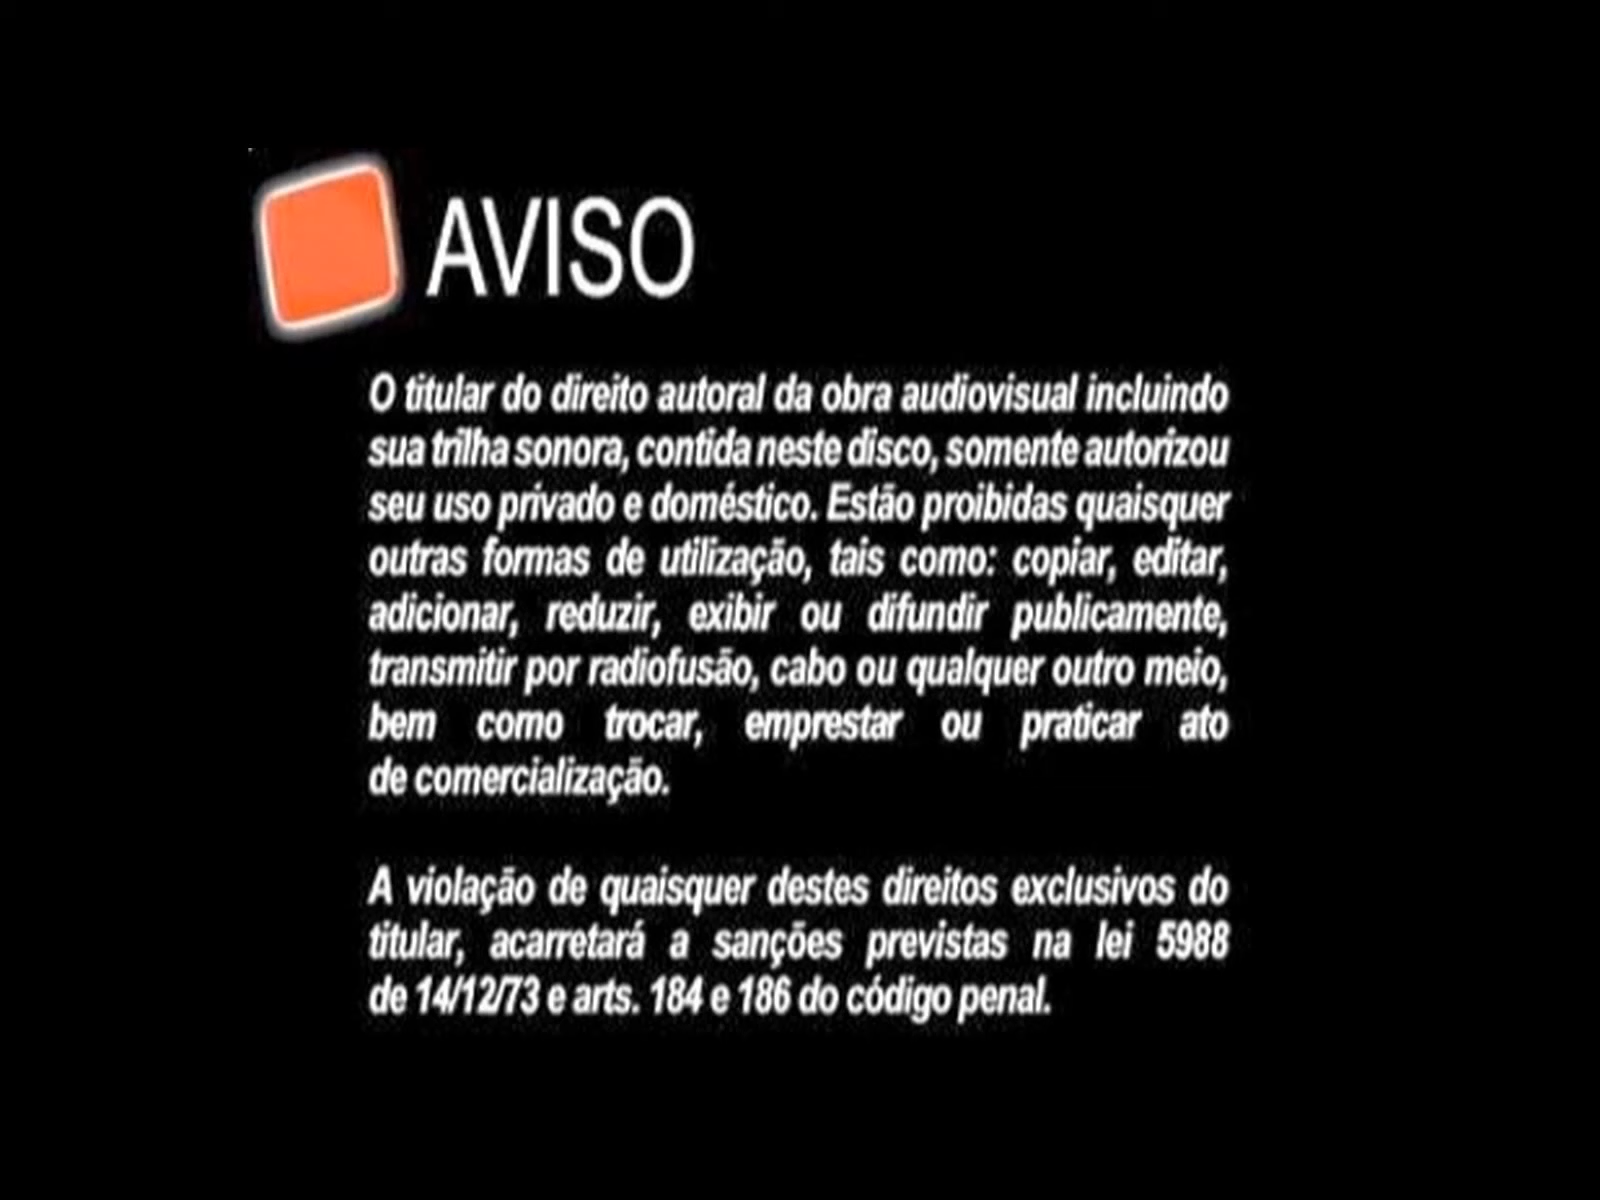 AVISO
O titular do direito autoral da obra audiovisual incluindo
sua trilha sonora, contida neste disco, somente autorizou
seu uso privado e doméstico. Estão proibidas quaisquer
outras formas de utilização, tais como: copiar, editar,
adicionar, reduzir, exibir ou difundir publicamente,
transmitir por radiofusão, cabo ou qualquer outro meio,
bem como trocar, emprestar ou praticar ato
de comercialização.
A violação de quaisquer destes direitos exclusivos do
titular, acarretará a sanções previstas na lei 5988
de 14/12/73 e arts. 184 e 186 do código penal.